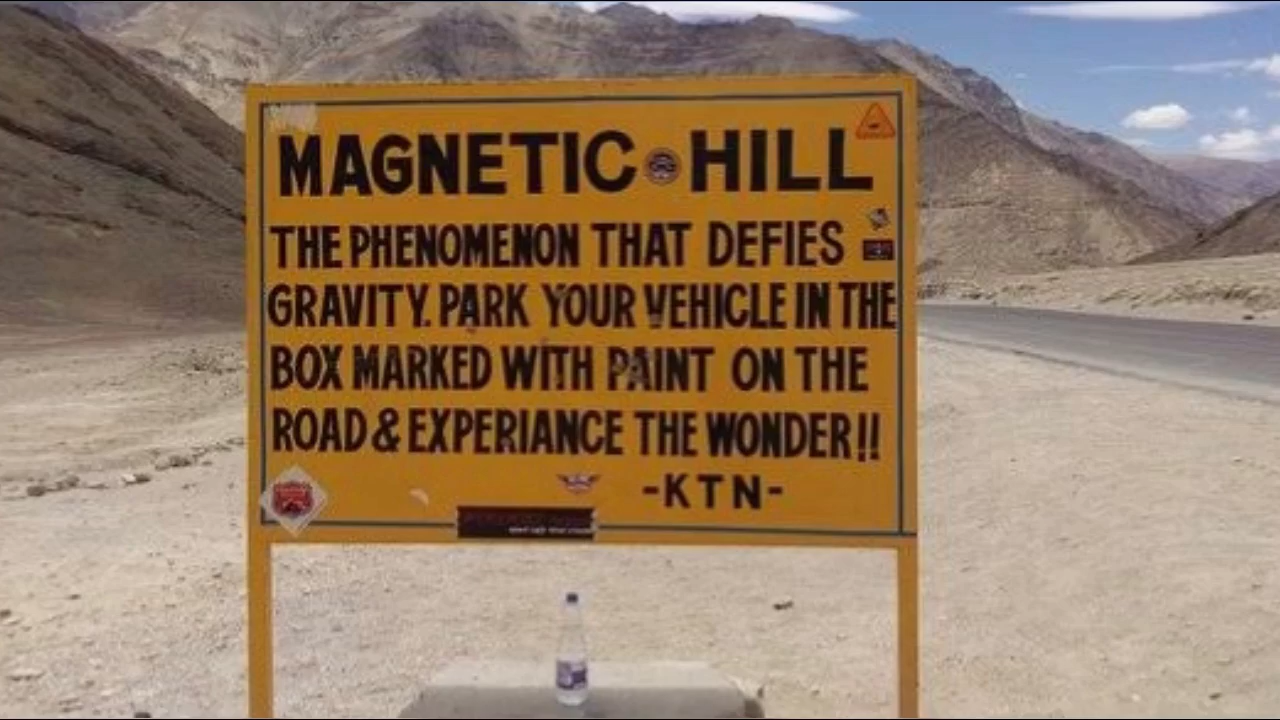 MAGNETIC HILL
THE PHENOMENON THAT DEFIES
GRAVITY. PARK YOUR VEHICLE IN THE
BOX MARKED WITH PAINT ON THE
ROAD & EXPERIANCE THE WONDER!!
-KTN-